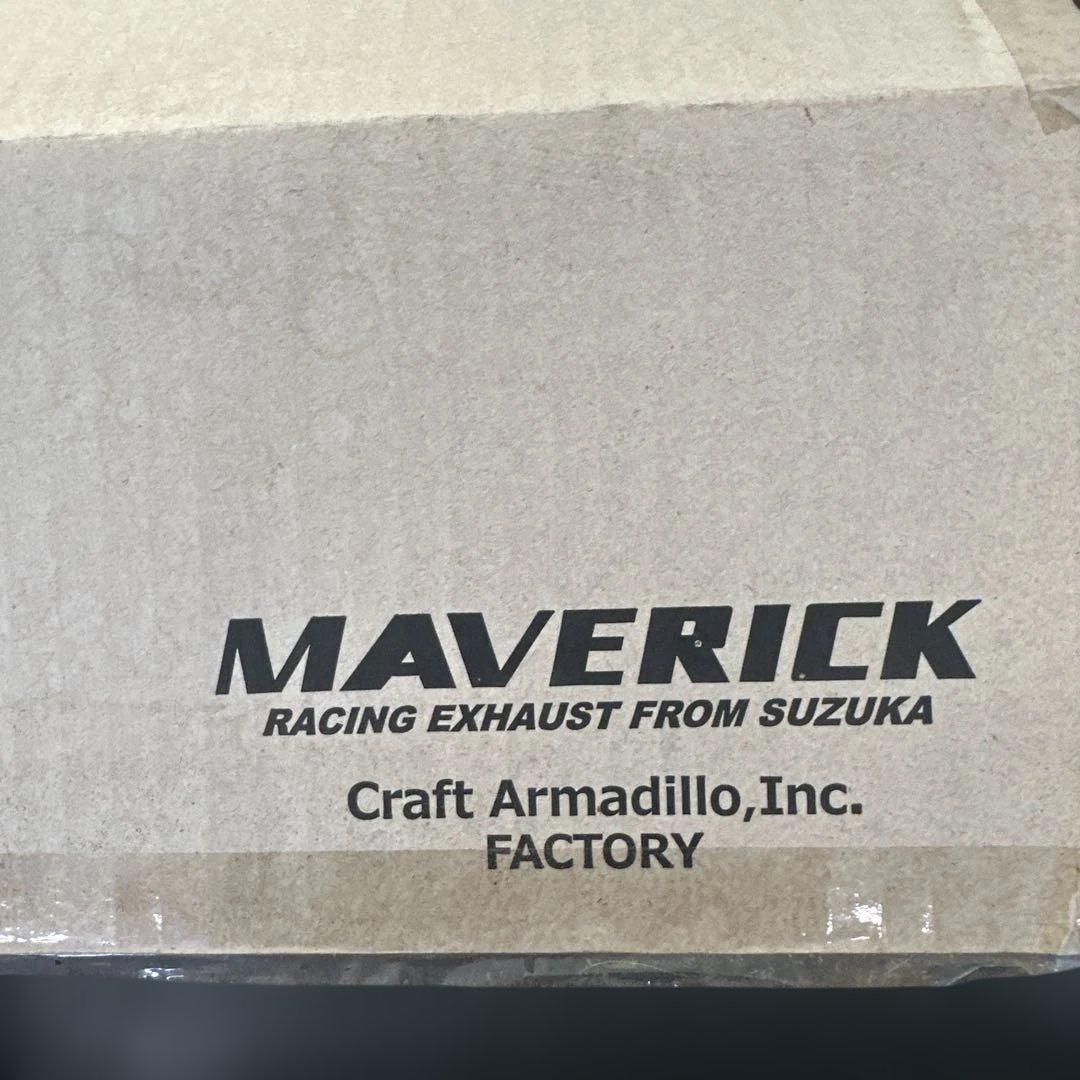 MAVERICK
RACING EXHAUST FROM SUZUKA
Craft Armadillo,Inc.
FACTORY